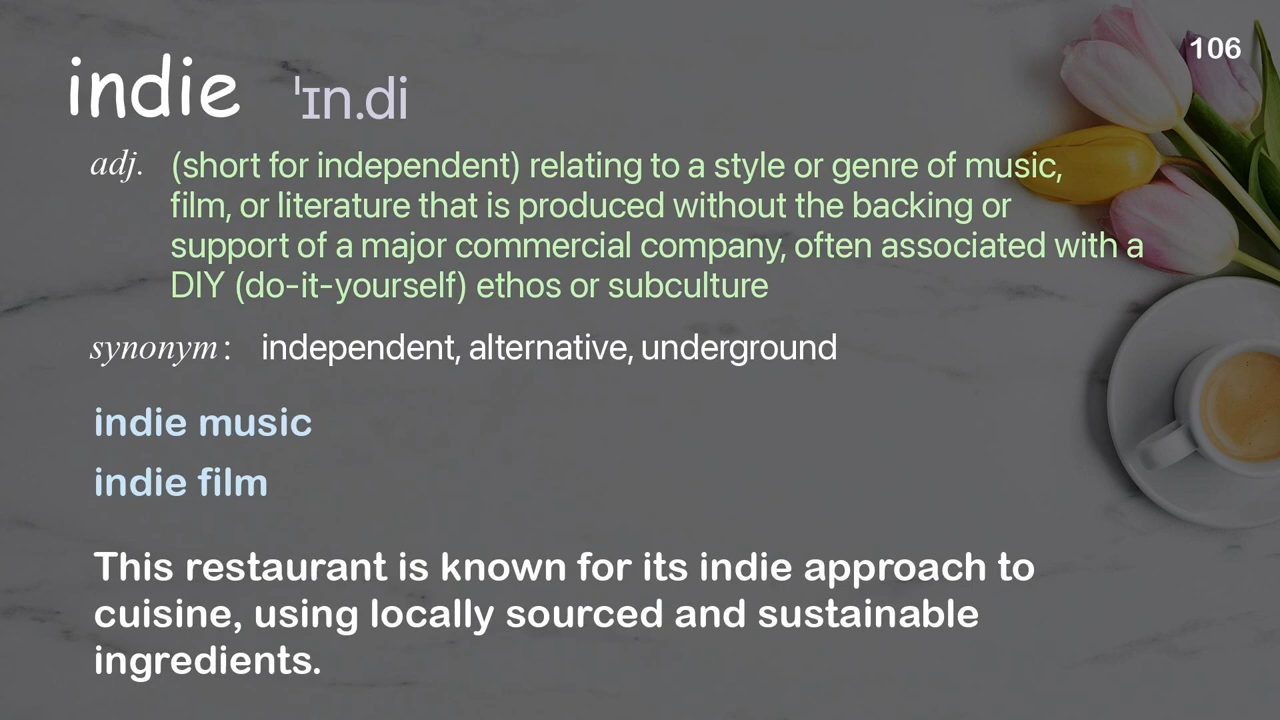 106
indie ˈɪn.di
adj. (short for independent) relating to a style or genre of music,
film, or literature that is produced without the backing or
support of a major commercial company, often associated with a
DIY (do-it-yourself) ethos or subculture
synonym: independent, alternative, underground
indie music
indie film
This restaurant is known for its indie approach to
cuisine, using locally sourced and sustainable
ingredients.